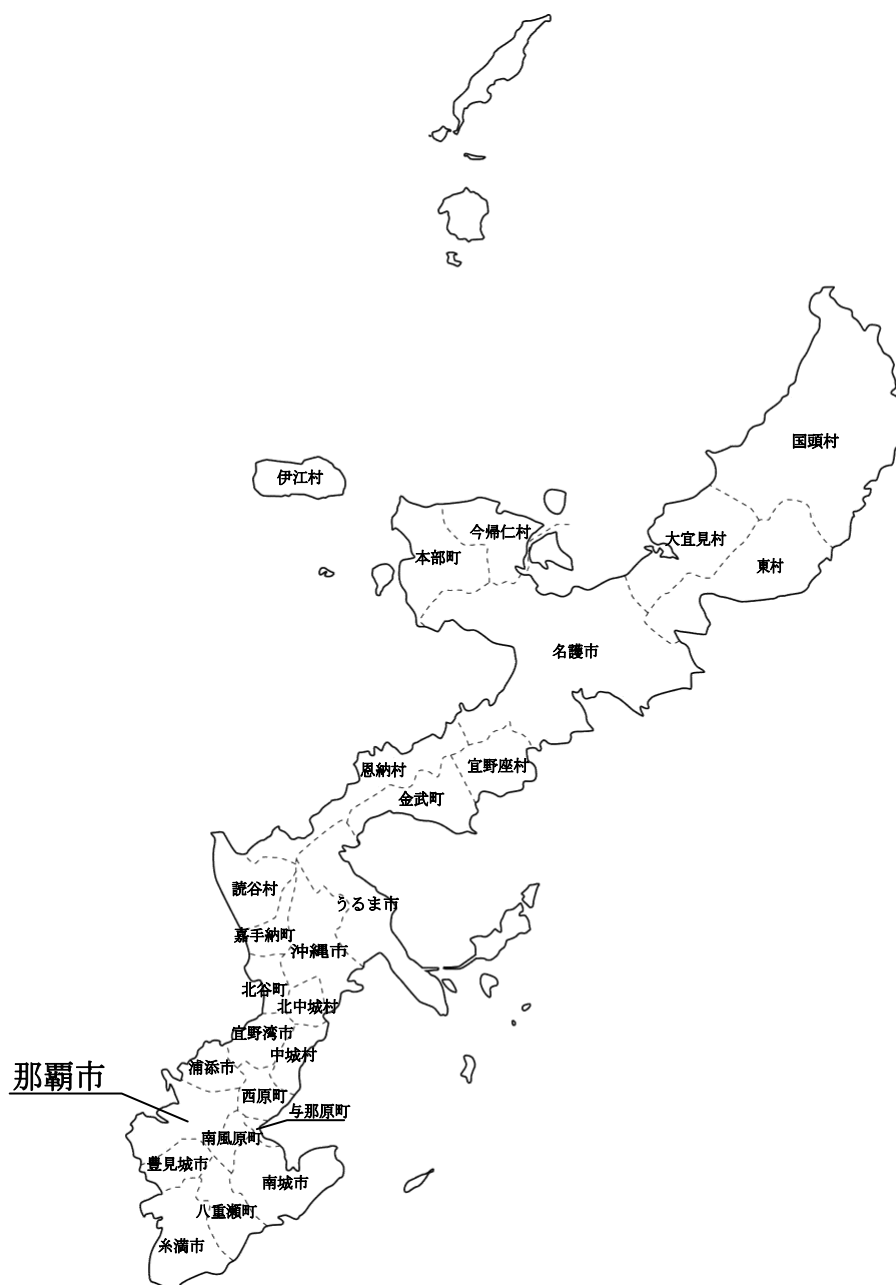 国頭村
伊江村
今帰仁村
大宜見村
本部町
東村
名護市
恩納村
宜野座村
金武町
読谷村
うるま市
嘉手納町
沖縄市
北谷町
北中城村
宜野湾市
中城村
浦添市
那覇市
西原町
与那原町
南風原町
豊見城市
南城市
八重瀬町
糸満市